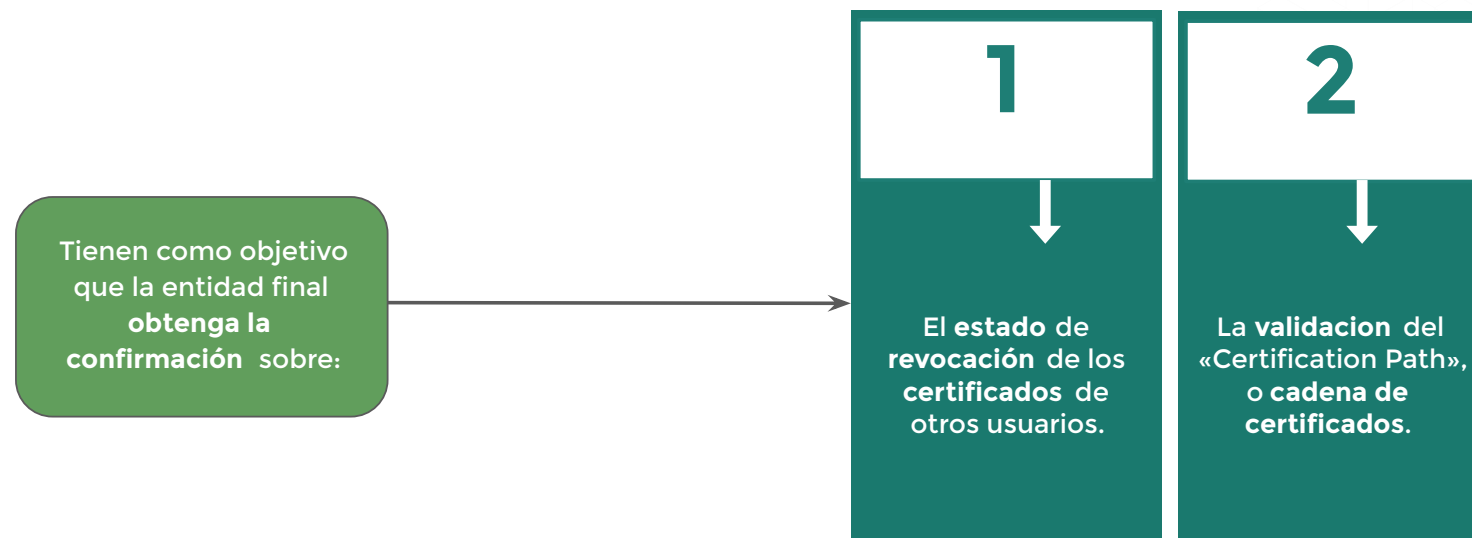 Tienen como objetivo
que la entidad final
obtenga la
confirmación sobre:
1
El estado de
revocación de los
certificados de
otros usuarios.
2
La validacion del
«Certification Path»,
o cadena de
certificados.